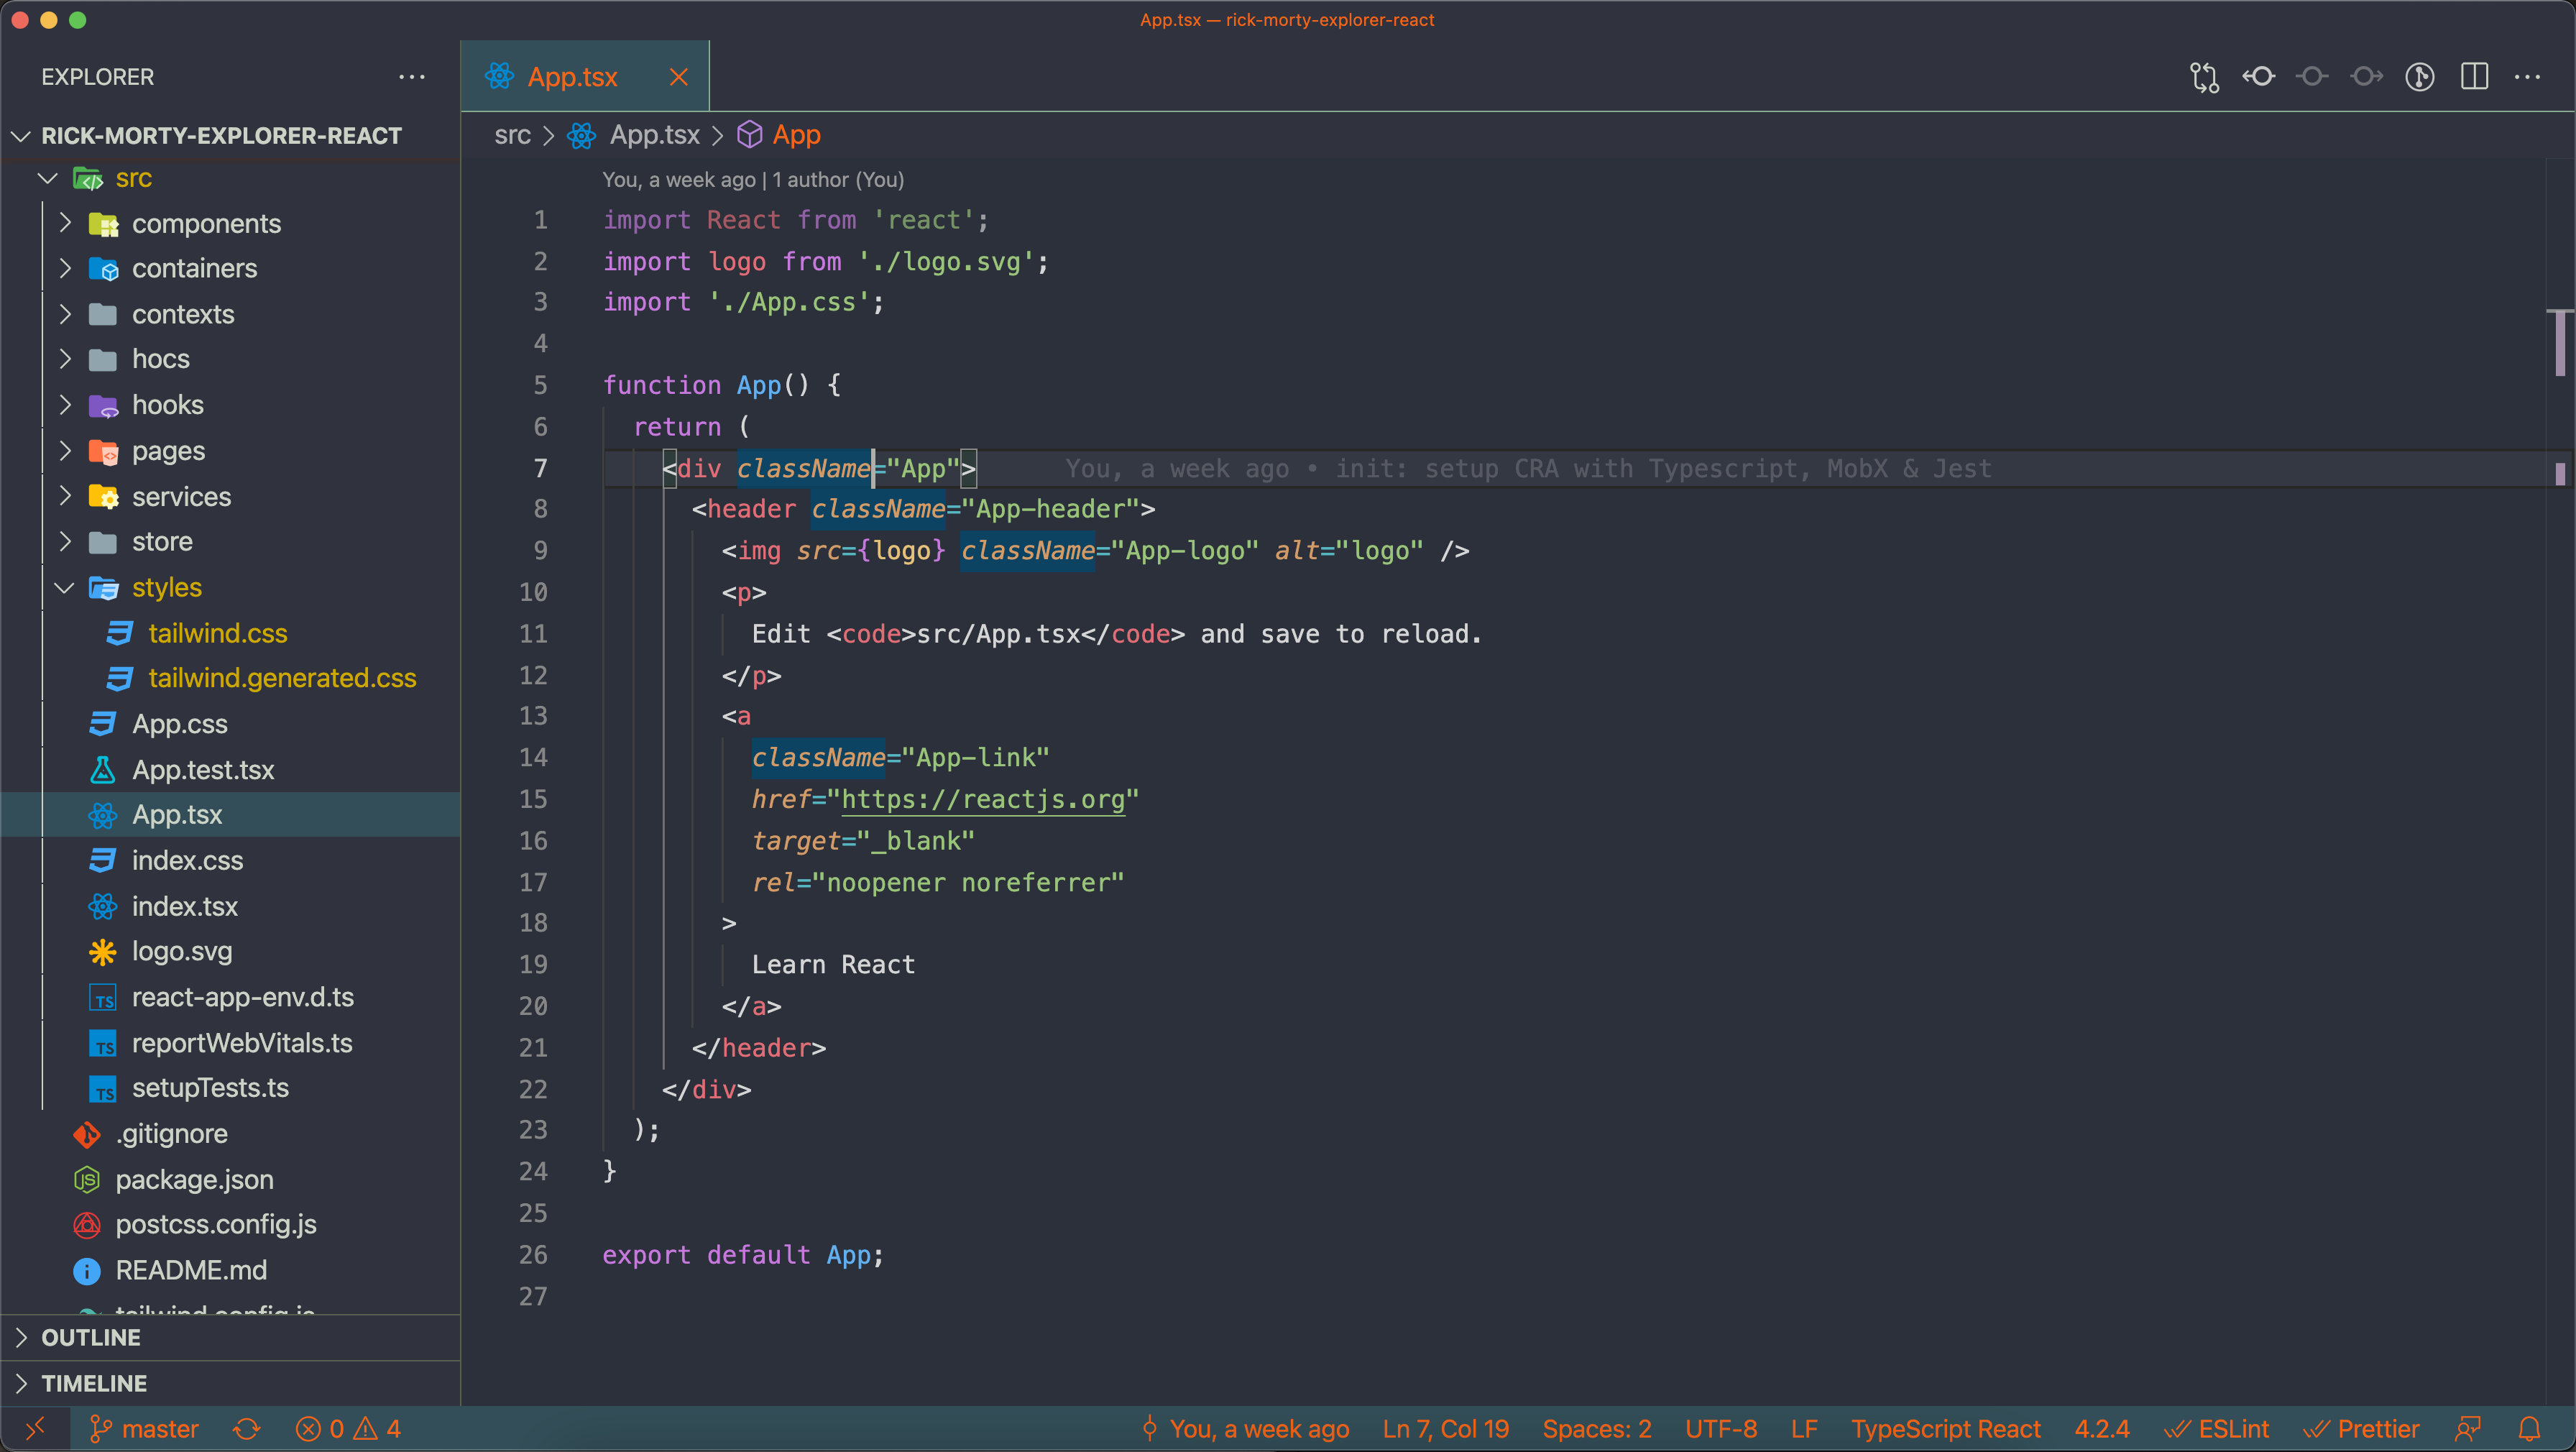 App.tsx — rick-morty-explorer-react
EXPLORER
App.tsx
RICK-MORTY-EXPLORER-REACT
src
components
containers
contexts
hocs
hooks
pages
services
store
styles
tailwind.css
tailwind.generated.css
App.css
App.test.tsx
App.tsx
index.css
index.tsx
logo.svg
react-app-env.d.ts
reportWebVitals.ts
setupTests.ts
.gitignore
package.json
postcss.config.js
README.md
tailwind.config.js
OUTLINE
TIMELINE
src > App.tsx > App
You, a week ago | 1 author (You)
1 import React from 'react';
2 import logo from './logo.svg';
3 import './App.css';
4
5 function App() {
6 return (
7 <div className="App"> You, a week ago • init: setup CRA with Typescript, MobX & Jest
8 <header className="App-header">
9 <img src={logo} className="App-logo" alt="logo" />
10 <p>
11 Edit <code>src/App.tsx</code> and save to reload.
12 </p>
13 <a
14 className="App-link"
15 href="https://reactjs.org"
16 target="_blank"
17 rel="noopener noreferrer"
18 >
19 Learn React
20 </a>
21 </header>
22 </div>
23 );
24 }
25
26 export default App;
27
master 0 4 You, a week ago Ln 7, Col 19 Spaces: 2 UTF-8 LF TypeScript React 4.2.4 ESLint Prettier